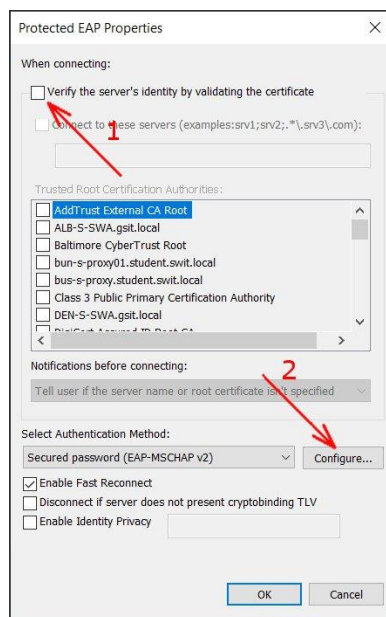 Protected EAP Properties
When connecting:
Verify the server's identity by validating the certificate
Connect to these servers (examples:srv1;srv2;.*\.srv3\.com):
1
Trusted Root Certification Authorities:
AddTrust External CA Root
ALB-S-SWA.gsit.local
Baltimore CyberTrust Root
bun-s-proxy01.student.swit.local
bus-s-proxy.student.swit.local
Class 3 Public Primary Certification Authority
DEN-S-SWA.gsit.local
DigiCert Assured ID Root CA
Notifications before connecting:
2
Tell user if the server name or root certificate isn't specified
Select Authentication Method:
Secured password (EAP-MSCHAP v2)
Configure...
Enable Fast Reconnect
Disconnect if server does not present cryptobinding TLV
Enable Identity Privacy
OK
Cancel